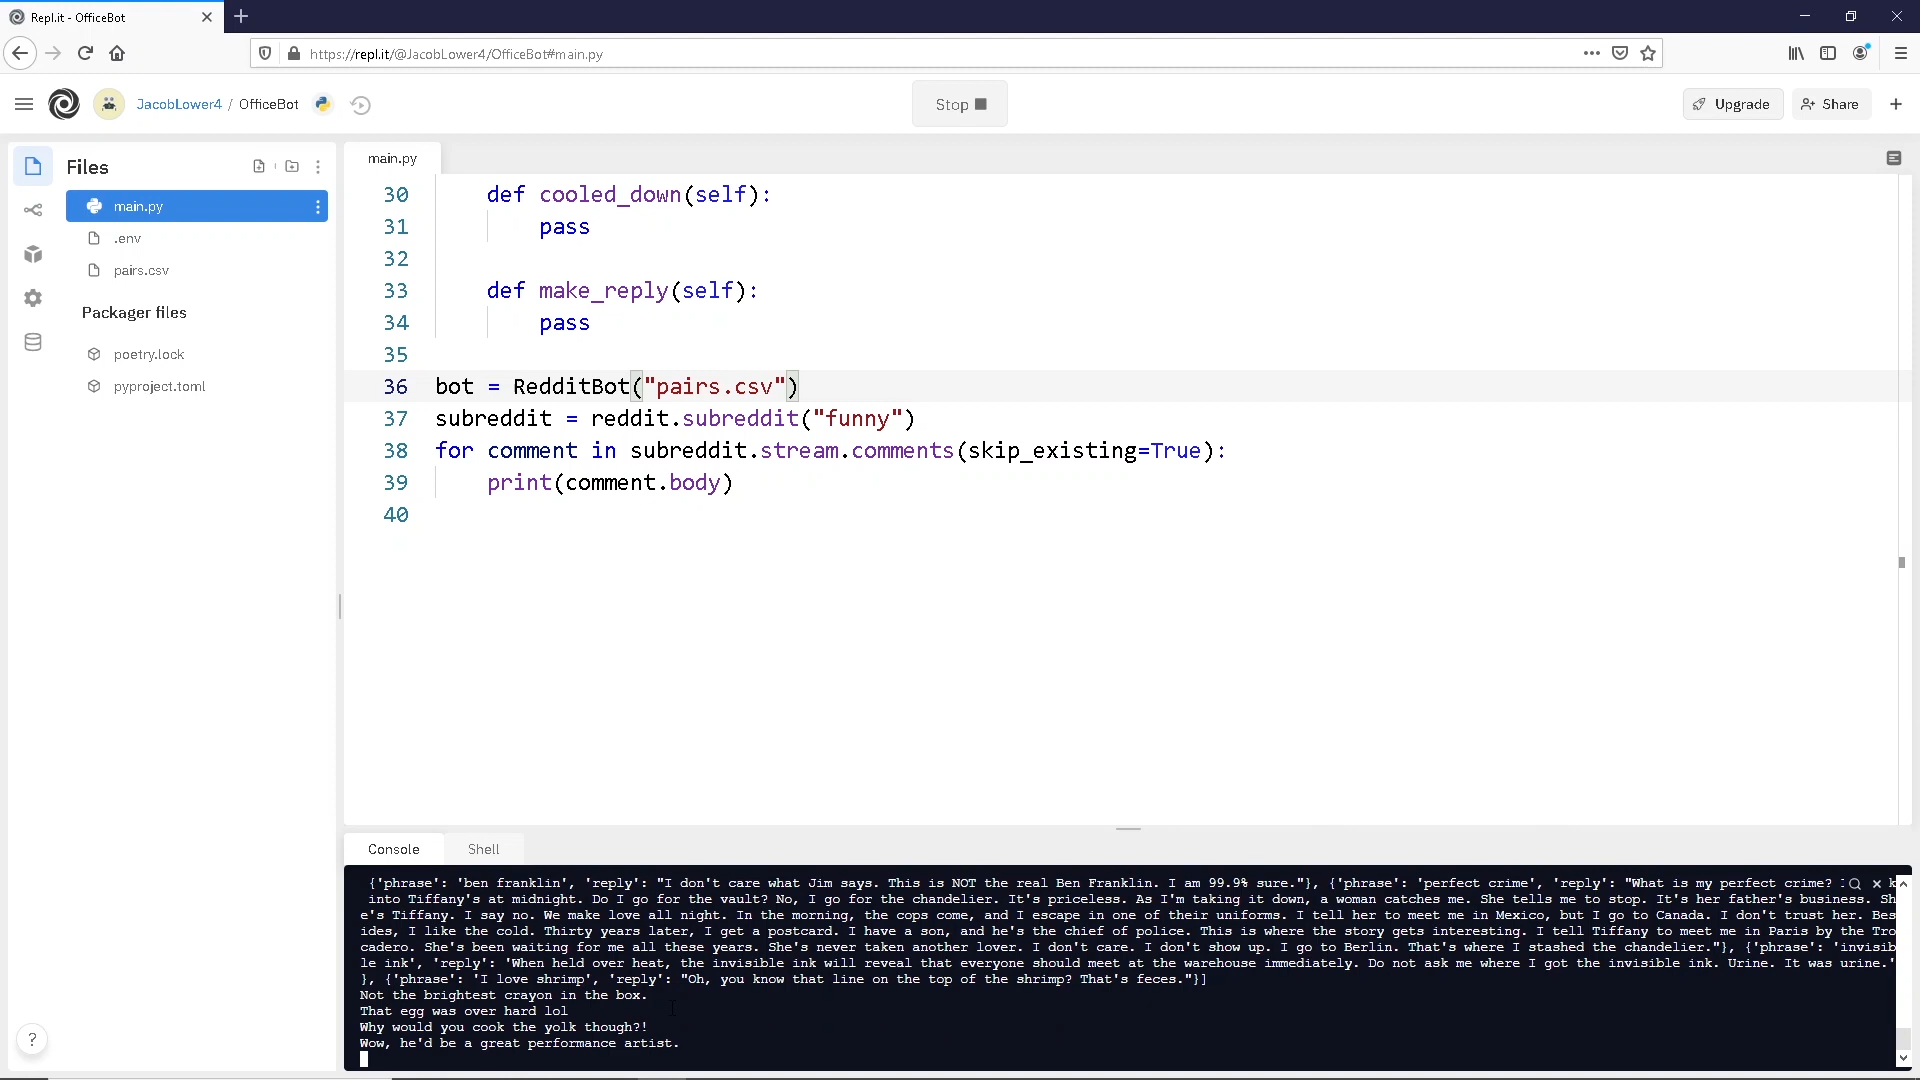 Repl.it - OfficeBot
https://repl.it/@JacobLower4/OfficeBot#main.py
JacobLower4 / OfficeBot
Stop
Upgrade
Share
Files
main.py
.env
pairs.csv
Packager files
poetry.lock
pyproject.toml
main.py
30 def cooled_down(self):
31 pass
32
33 def make_reply(self):
34 pass
35
36 bot = RedditBot("pairs.csv")
37 subreddit = reddit.subreddit("funny")
38 for comment in subreddit.stream.comments(skip_existing=True):
39 print(comment.body)
40
Console
Shell
{'phrase': 'ben franklin', 'reply': "I don't care what Jim says. This is NOT the real Ben Franklin. I am 99.9% sure."}, {'phrase': 'perfect crime', 'reply': "What is my perfect crime?
into Tiffany's at midnight. Do I go for the vault? No, I go for the chandelier. It's priceless. As I'm taking it down, a woman catches me. She tells me to stop. It's her father's business. Sh
e's Tiffany. I say no. We make love all night. In the morning, the cops come, and I escape in one of their uniforms. I tell her to meet me in Mexico, but I go to Canada. I don't trust her. Bes
ides, I like the cold. Thirty years later, I get a postcard. I have a son, and he's the chief of police. This is where the story gets interesting. I tell Tiffany to meet me in Paris by the Tro
cadero. She's been waiting for me all these years. She's never taken another lover. I don't care. I don't show up. I go to Berlin. That's where I stashed the chandelier."}, {'phrase': 'invisib
le ink', 'reply': 'When held over heat, the invisible ink will reveal that everyone should meet at the warehouse immediately. Do not ask me where I got the invisible ink. Urine. It was urine.'
}, {'phrase': 'I love shrimp', 'reply': "Oh, you know that line on the top of the shrimp? That's feces."}]
Not the brightest crayon in the box.
That egg was over hard lol
Why would you cook the yolk though?!
Wow, he'd be a great performance artist.
?